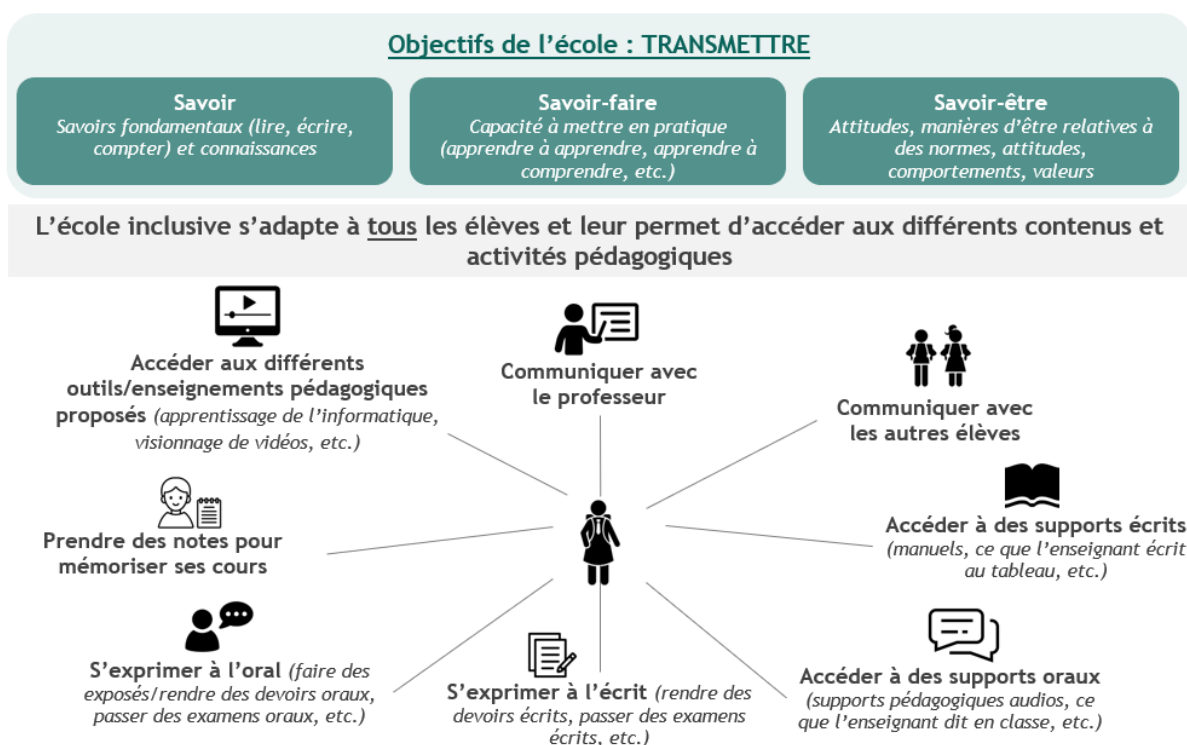 Objectifs de l'école : TRANSMETTRE
Savoir
Savoirs fondamentaux (lire, écrire,
compter) et connaissances
Savoir-faire
Capacité à mettre en pratique
(apprendre à apprendre, apprendre à
comprendre, etc.)
Savoir-être
Attitudes, manières d'être relatives à
des normes, attitudes,
comportements, valeurs
L'école inclusive s'adapte à tous les élèves et leur permet d'accéder aux différents contenus et
activités pédagogiques
Accéder aux différents
outils/enseignements pédagogiques
proposés (apprentissage de l'informatique,
visionnage de vidéos, etc.)
Communiquer avec
le professeur
Communiquer avec
les autres élèves
Prendre des notes pour
mémoriser ses cours
Accéder à des supports écrits
(manuels, ce que l'enseignant écrit
au tableau, etc.)
S'exprimer à l'oral (faire des
exposés/rendre des devoirs oraux,
passer des examens oraux, etc.)
S'exprimer à l'écrit (rendre des
devoirs écrits, passer des examens
écrits, etc.)
Accéder à des supports oraux
(supports pédagogiques audios, ce
que l'enseignant dit en classe, etc.)